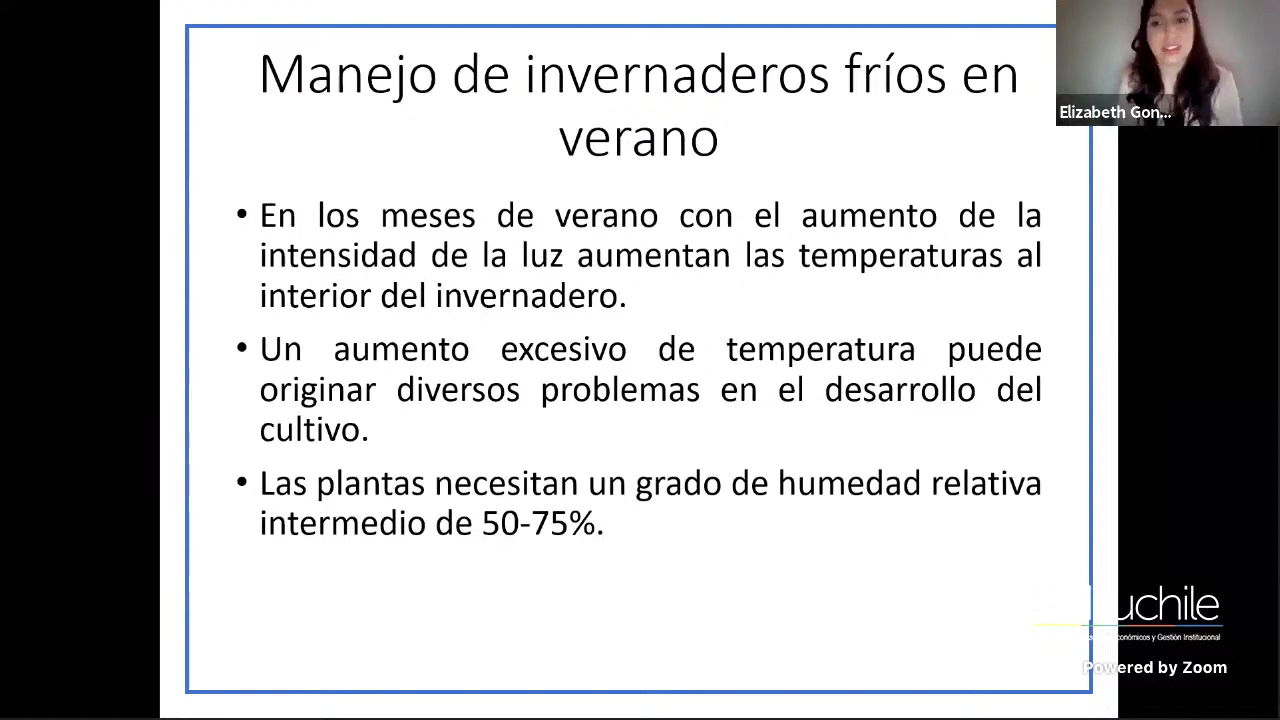 Manejo de invernaderos fríos en
verano
Elizabeth Gon...
• En los meses de verano con el aumento de la
intensidad de la luz aumentan las temperaturas al
interior del invernadero.
• Un aumento excesivo de temperatura puede
originar diversos problemas en el desarrollo del
cultivo.
• Las plantas necesitan un grado de humedad relativa
intermedio de 50-75%.
uchile
conómicos y Gestión Institucional
Powered by Zoom